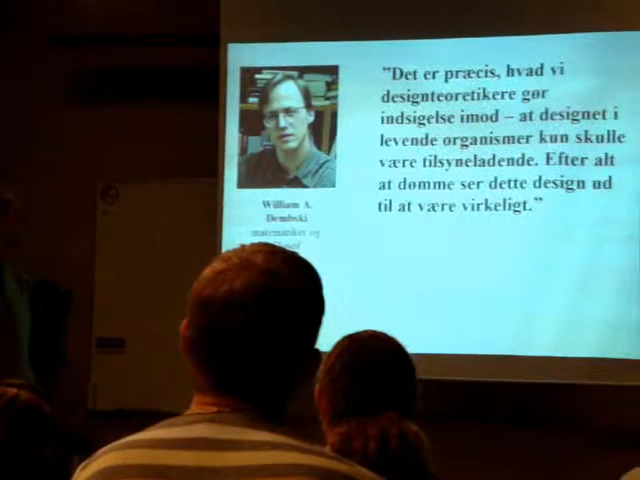 "Det er præcis, hvad vi
designteoretikere gør
indsigelse imod – at designet i
levende organismer kun skulle
være tilsyneladende. Efter alt
at dømme ser dette design ud
til at være virkeligt."
William A.
Dembski
matematiker og
filosof